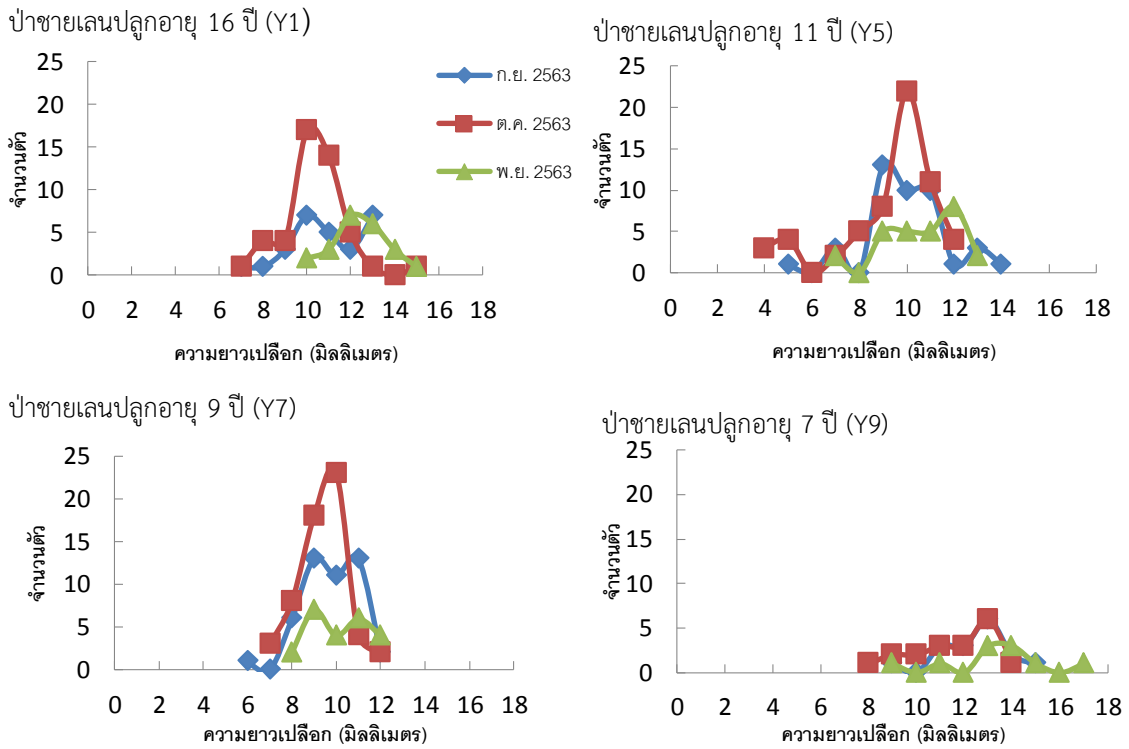 ป่าชายเลนปลูกอายุ 16 ปี (Y1)
25
20
15
10
5
0
จำนวนตัว
0 2 4 6 8 10 12 14 16 18
ความยาวเปลือก (มิลลิเมตร)
ก.ย. 2563
ต.ค. 2563
พ.ย. 2563
ป่าชายเลนปลูกอายุ 11 ปี (Y5)
25
20
15
10
5
0
จำนวนตัว
0 2 4 6 8 10 12 14 16 18
ความยาวเปลือก (มิลลิเมตร)
ป่าชายเลนปลูกอายุ 9 ปี (Y7)
25
20
15
10
5
0
จำนวนตัว
0 2 4 6 8 10 12 14 16 18
ความยาวเปลือก (มิลลิเมตร)
ป่าชายเลนปลูกอายุ 7 ปี (Y9)
25
20
15
10
5
0
จำนวนตัว
0 2 4 6 8 10 12 14 16 18
ความยาวเปลือก (มิลลิเมตร)